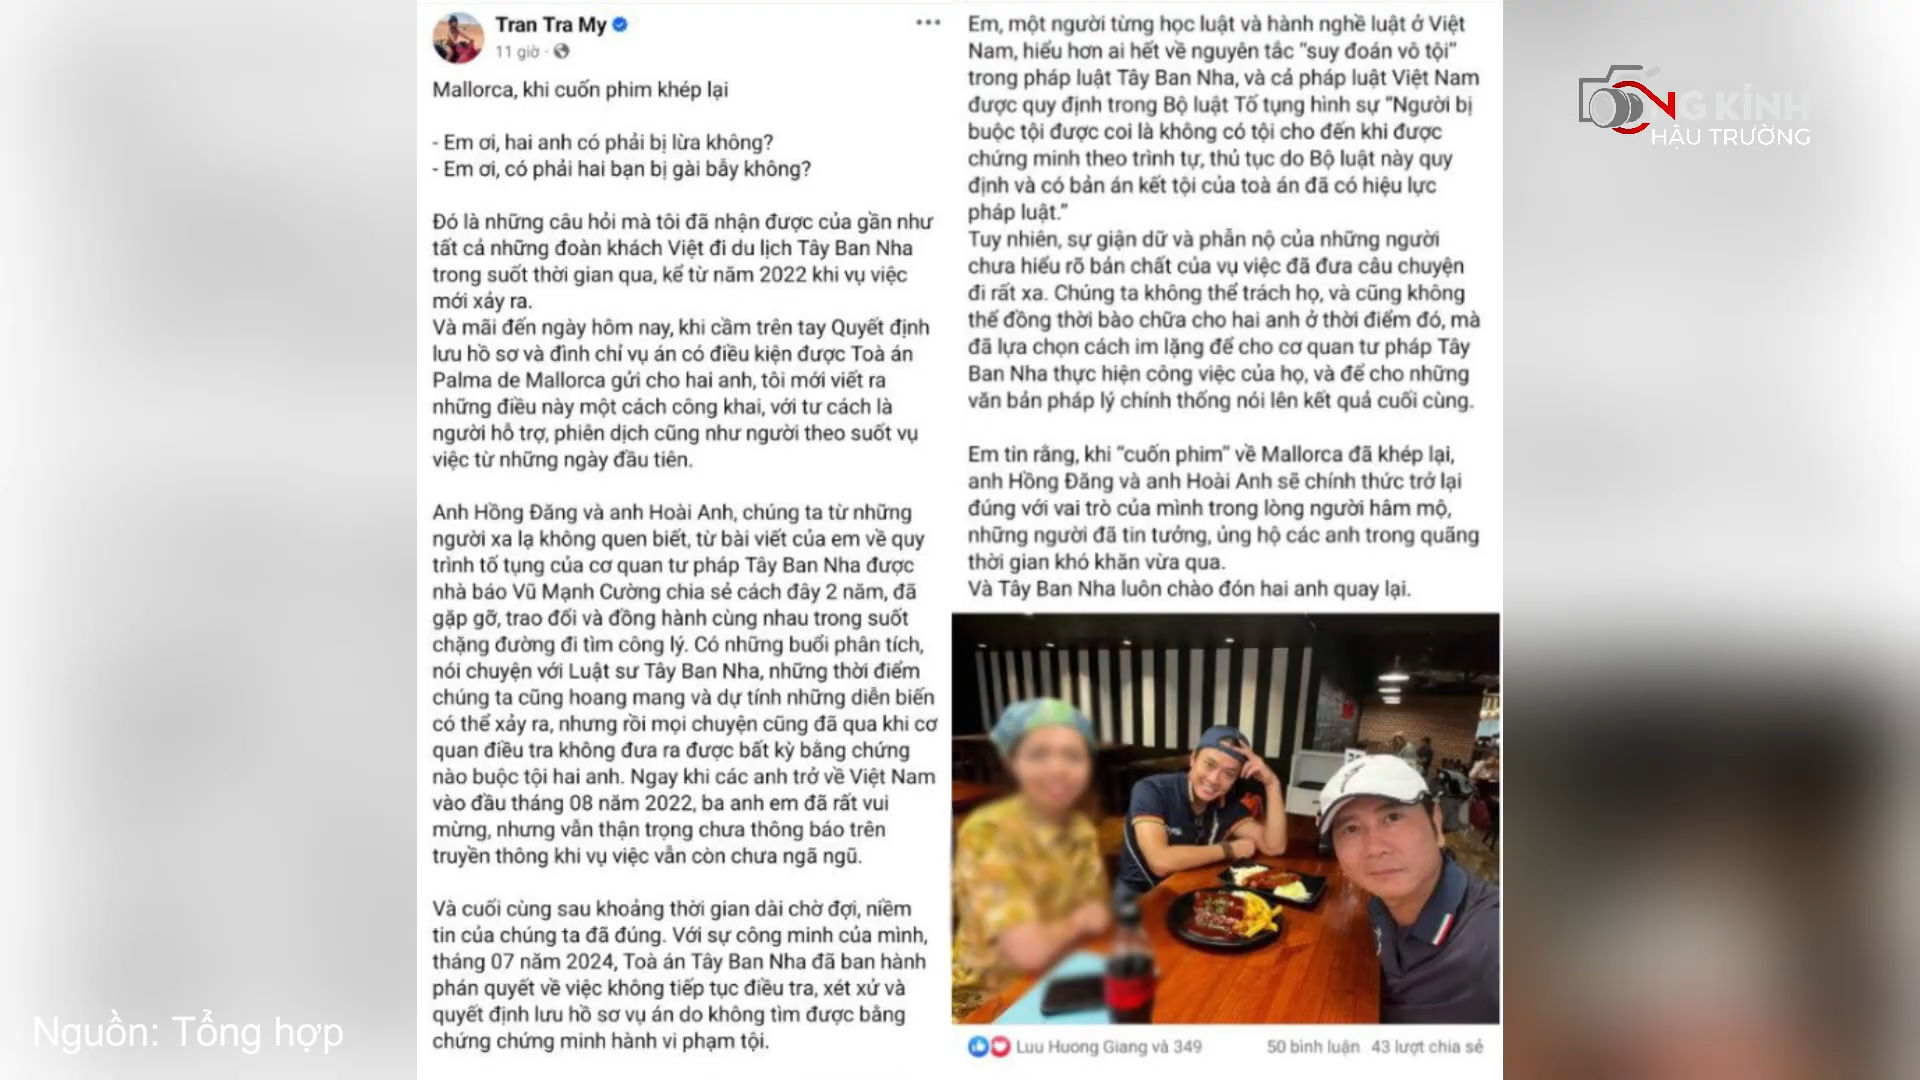 Tran Tra My
11 giờ
Mallorca, khi cuốn phim khép lại
- Em ơi, hai anh có phải bị lừa không?
- Em ơi, có phải hai bạn bị gài bẫy không?
Đó là những câu hỏi mà tôi đã nhận được của gần như
tất cả những đoàn khách Việt đi du lịch Tây Ban Nha
trong suốt thời gian qua, kể từ năm 2022 khi vụ việc
mới xảy ra.
Và mãi đến ngày hôm nay, khi cầm trên tay Quyết định
lưu hồ sơ và đình chỉ vụ án có điều kiện được Toà án
Palma de Mallorca gửi cho hai anh, tôi mới viết ra
những điều này một cách công khai, với tư cách là
người hỗ trợ, phiên dịch cũng như người theo suốt vụ
việc từ những ngày đầu tiên.
Anh Hồng Đăng và anh Hoài Anh, chúng ta từ những
người xa lạ không quen biết, từ bài viết của em về quy
trình tố tụng của cơ quan tư pháp Tây Ban Nha được
nhà báo Vũ Mạnh Cường chia sẻ cách đây 2 năm, đã
gặp gỡ, trao đổi và đồng hành cùng nhau trong suốt
chặng đường đi tìm công lý. Có những buổi phân tích,
nói chuyện với Luật sư Tây Ban Nha, những thời điểm
chúng ta cũng hoang mang và dự tính những diễn biến
có thể xảy ra, nhưng rồi mọi chuyện cũng đã qua khi cơ
quan điều tra không đưa ra được bất kỳ bằng chứng
nào buộc tội hai anh. Ngay khi các anh trở về Việt Nam
vào đầu tháng 08 năm 2022, ba anh em đã rất vui
mừng, nhưng vẫn thận trọng chưa thông báo trên
truyền thông khi vụ việc vẫn còn chưa ngã ngũ.
Và cuối cùng sau khoảng thời gian dài chờ đợi, niềm
tin của chúng ta đã đúng. Với sự công minh của mình,
tháng 07 năm 2024, Toà án Tây Ban Nha đã ban hành
phán quyết về việc không tiếp tục điều tra, xét xử và
quyết định lưu hồ sơ vụ án do không tìm được bằng
chứng chứng minh hành vi phạm tội.
Em, một người từng học luật và hành nghề luật ở Việt
Nam, hiểu hơn ai hết về nguyên tắc "suy đoán vô tội"
trong pháp luật Tây Ban Nha, và cả pháp luật Việt Nam
được quy định trong Bộ luật Tố tụng hình sự "Người bị
buộc tội được coi là không có tội cho đến khi được
chứng minh theo trình tự, thủ tục do Bộ luật này quy
định và có bản án kết tội của toà án đã có hiệu lực
pháp luật."
Tuy nhiên, sự giận dữ và phẫn nộ của những người
chưa hiểu rõ bản chất của vụ việc đã đưa câu chuyện
đi rất xa. Chúng ta không thể trách họ, và cũng không
thể đồng thời bào chữa cho hai anh ở thời điểm đó, mà
đã lựa chọn cách im lặng để cho cơ quan tư pháp Tây
Ban Nha thực hiện công việc của họ, và để cho những
văn bản pháp lý chính thống nói lên kết quả cuối cùng.
Em tin rằng, khi "cuốn phim" về Mallorca đã khép lại,
anh Hồng Đăng và anh Hoài Anh sẽ chính thức trở lại
đúng với vai trò của mình trong lòng người hâm mộ,
những người đã tin tưởng, ủng hộ các anh trong quãng
thời gian khó khăn vừa qua.
Và Tây Ban Nha luôn chào đón hai anh quay lại.
Luu Huong Giang và 349
50 bình luận 43 lượt chia sẻ
ỐNG KÍNH
HẬU TRƯỜNG
Nguồn: Tổng hợp